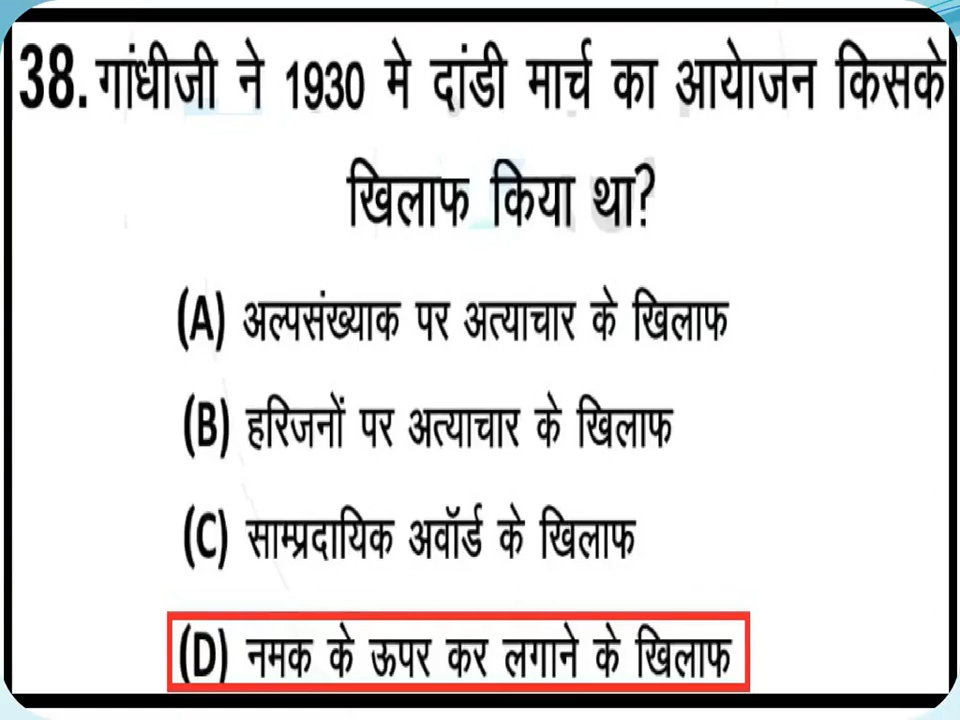 38. गांधीजी ने 1930 मे दांडी मार्च का आयेाजन किसके
खिलाफ किया था?
(A) अल्पसंख्याक पर अत्याचार के खिलाफ
(B) हरिजनों पर अत्याचार के खिलाफ
(C) साम्प्रदायिक अवॉर्ड के खिलाफ
(D) नमक के ऊपर कर लगाने के खिलाफ